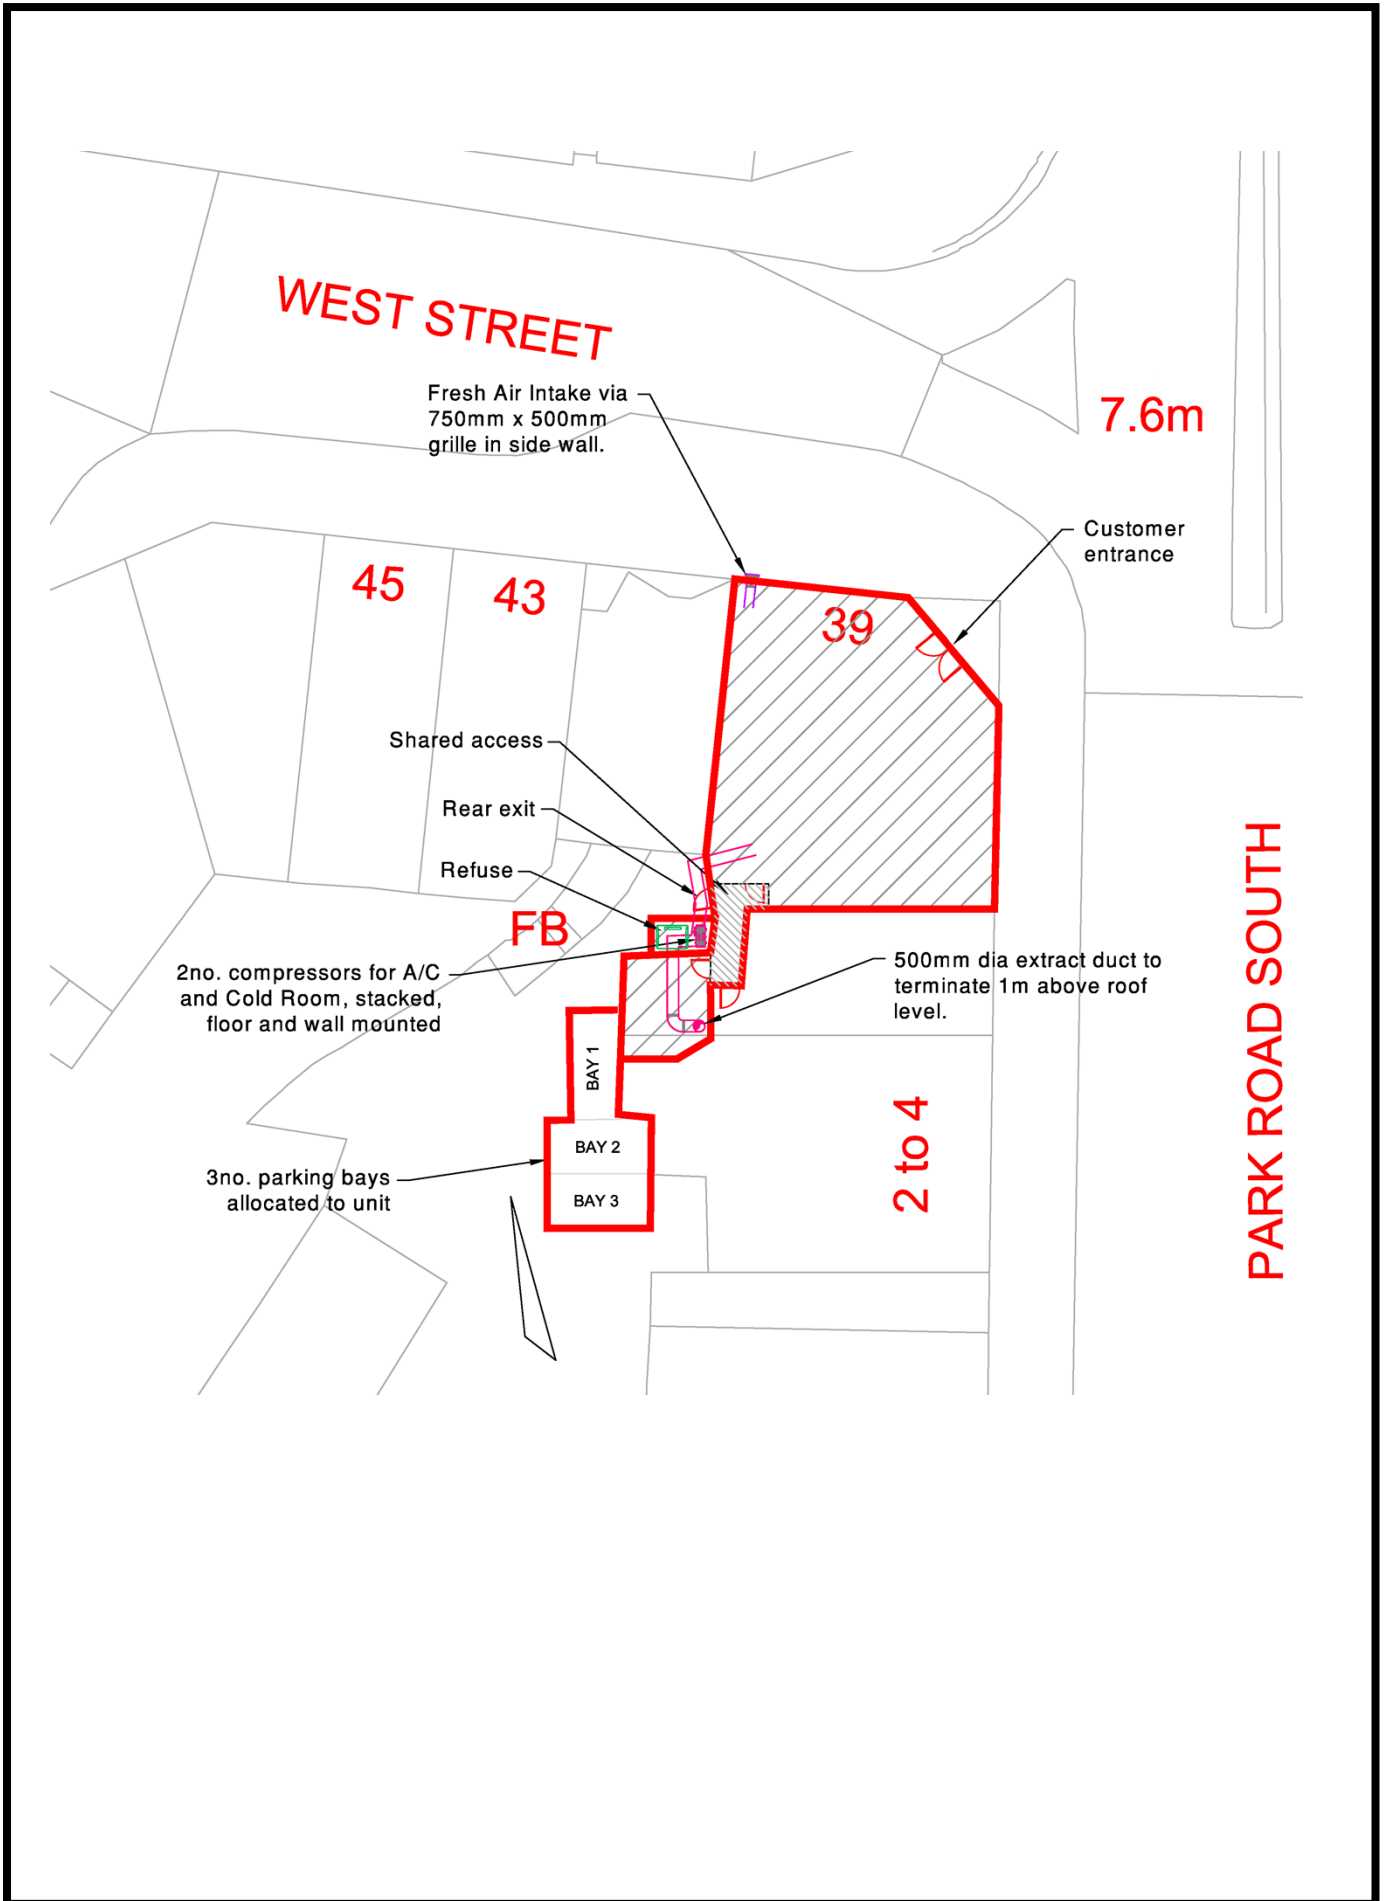 WEST STREET
Fresh Air Intake via
750mm x 500mm
grille in side wall.
7.6m
Customer
entrance
45
43
39
Shared access
Rear exit
Refuse
FB
2no. compressors for A/C
and Cold Room, stacked,
floor and wall mounted
500mm dia extract duct to
terminate 1m above roof
level.
PARK ROAD SOUTH
BAY 1
BAY 2
BAY 3
2 to 4
3no. parking bays
allocated to unit